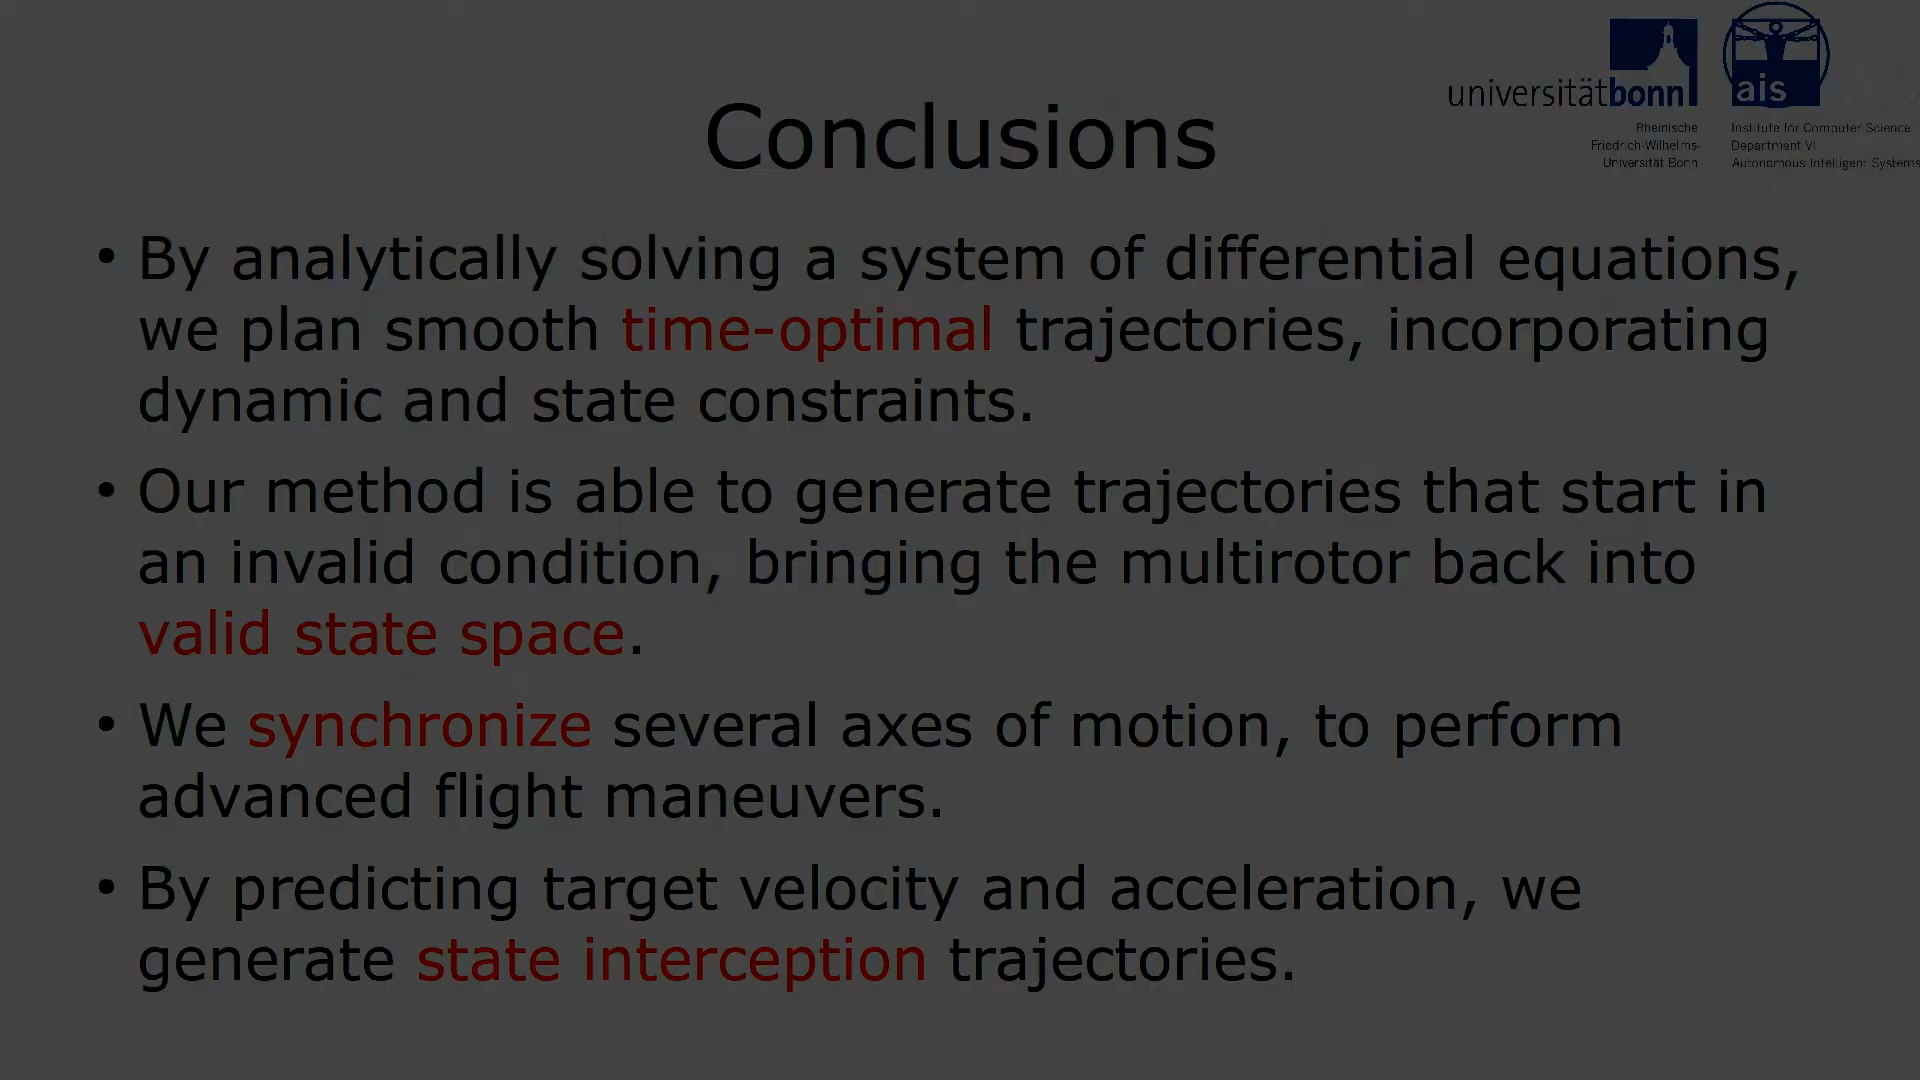 universitätbonn
ais
Rheinische
Friedrich-Wilhelms-
Universität Bonn
Institute for Computer Science
Department VI
Autonomous Intelligent Systems
Conclusions
• By analytically solving a system of differential equations,
we plan smooth time-optimal trajectories, incorporating
dynamic and state constraints.
• Our method is able to generate trajectories that start in
an invalid condition, bringing the multirotor back into
valid state space.
• We synchronize several axes of motion, to perform
advanced flight maneuvers.
• By predicting target velocity and acceleration, we
generate state interception trajectories.